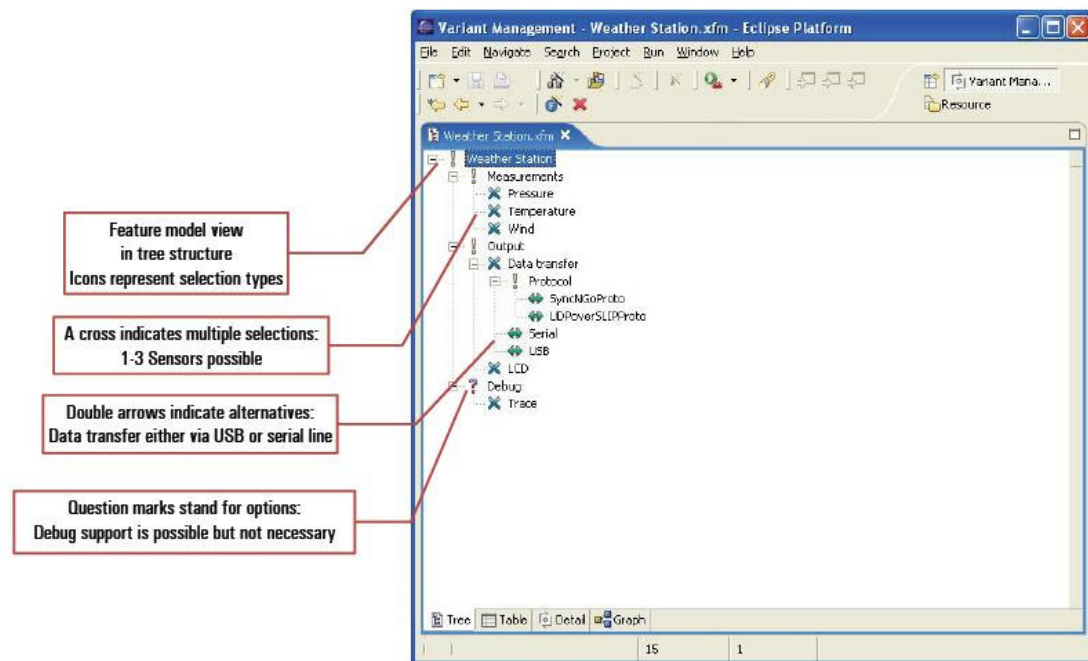 Variant Management - Weather Station.xfm - Eclipse Platform
File Edit Navigate Search Project Run Window Help
Variant Mana...
Resource
Weather Station.xfm
Weather Station
Measurements
Pressure
Temperature
Wind
Output
Data transfer
Protocol
SyncNGoProto
UDPoverSLIPProto
Serial
USB
LCD
Debug
Trace
Feature model view
in tree structure
Icons represent selection types
A cross indicates multiple selections:
1-3 Sensors possible
Double arrows indicate alternatives:
Data transfer either via USB or serial line
Question marks stand for options:
Debug support is possible but not necessary
Tree Table Detail Graph
15 1